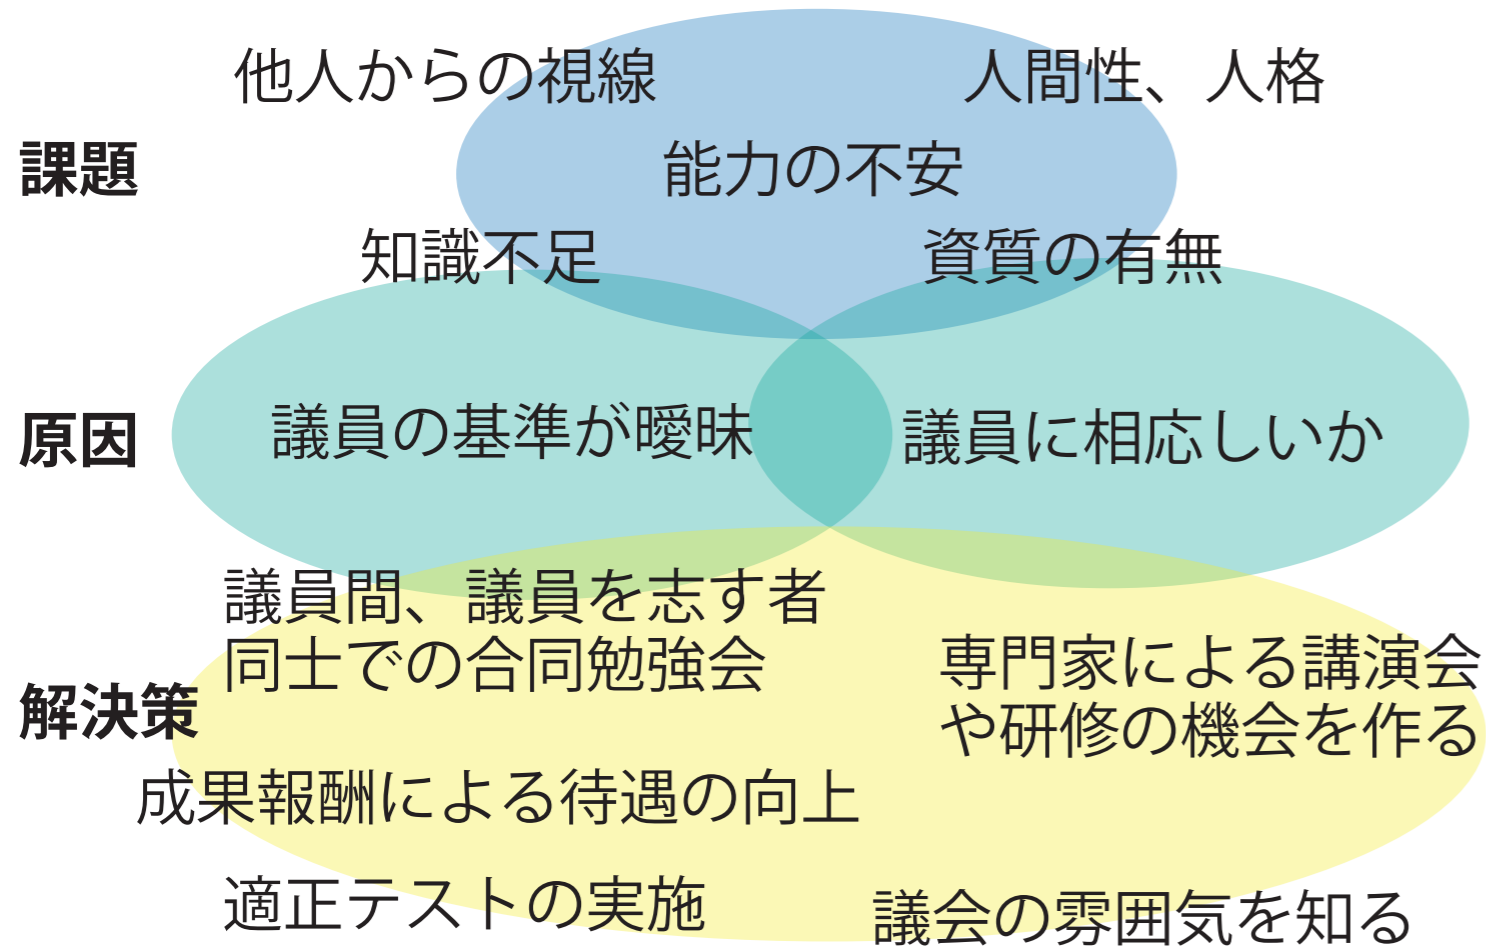 他人からの視線
人間性、人格
課題
能力の不安
知識不足
資質の有無
原因
議員の基準が曖昧
議員に相応しいか
議員間、議員を志す者
同士での合同勉強会
専門家による講演会
や研修の機会を作る
解決策
成果報酬による待遇の向上
適正テストの実施
議会の雰囲気を知る